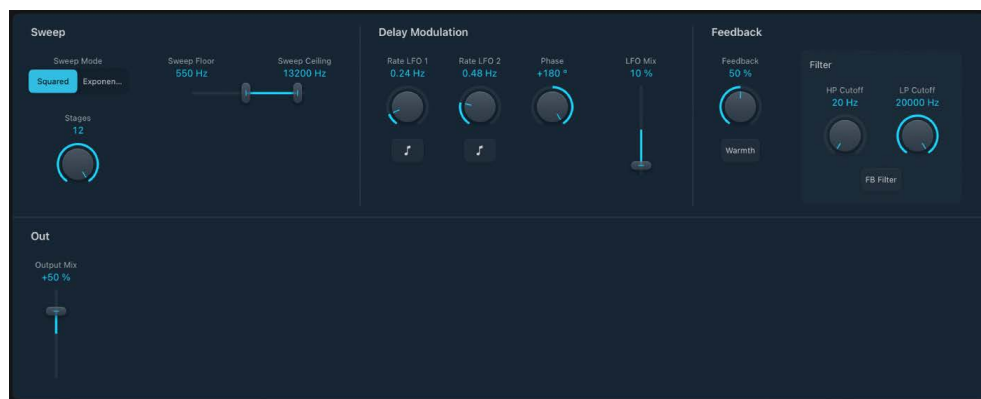 Sweep
Delay Modulation
Feedback
Sweep Mode
Sweep Floor
Sweep Ceiling
Rate LFO 1
Rate LFO 2
Phase
LFO Mix
Feedback
Filter
Squared
Exponen...
550 Hz
13200 Hz
0.24 Hz
0.48 Hz
+180 °
10 %
50 %
HP Cutoff
LP Cutoff
20 Hz
20000 Hz
Stages
12
Warmth
FB Filter
Out
Output Mix
+50 %